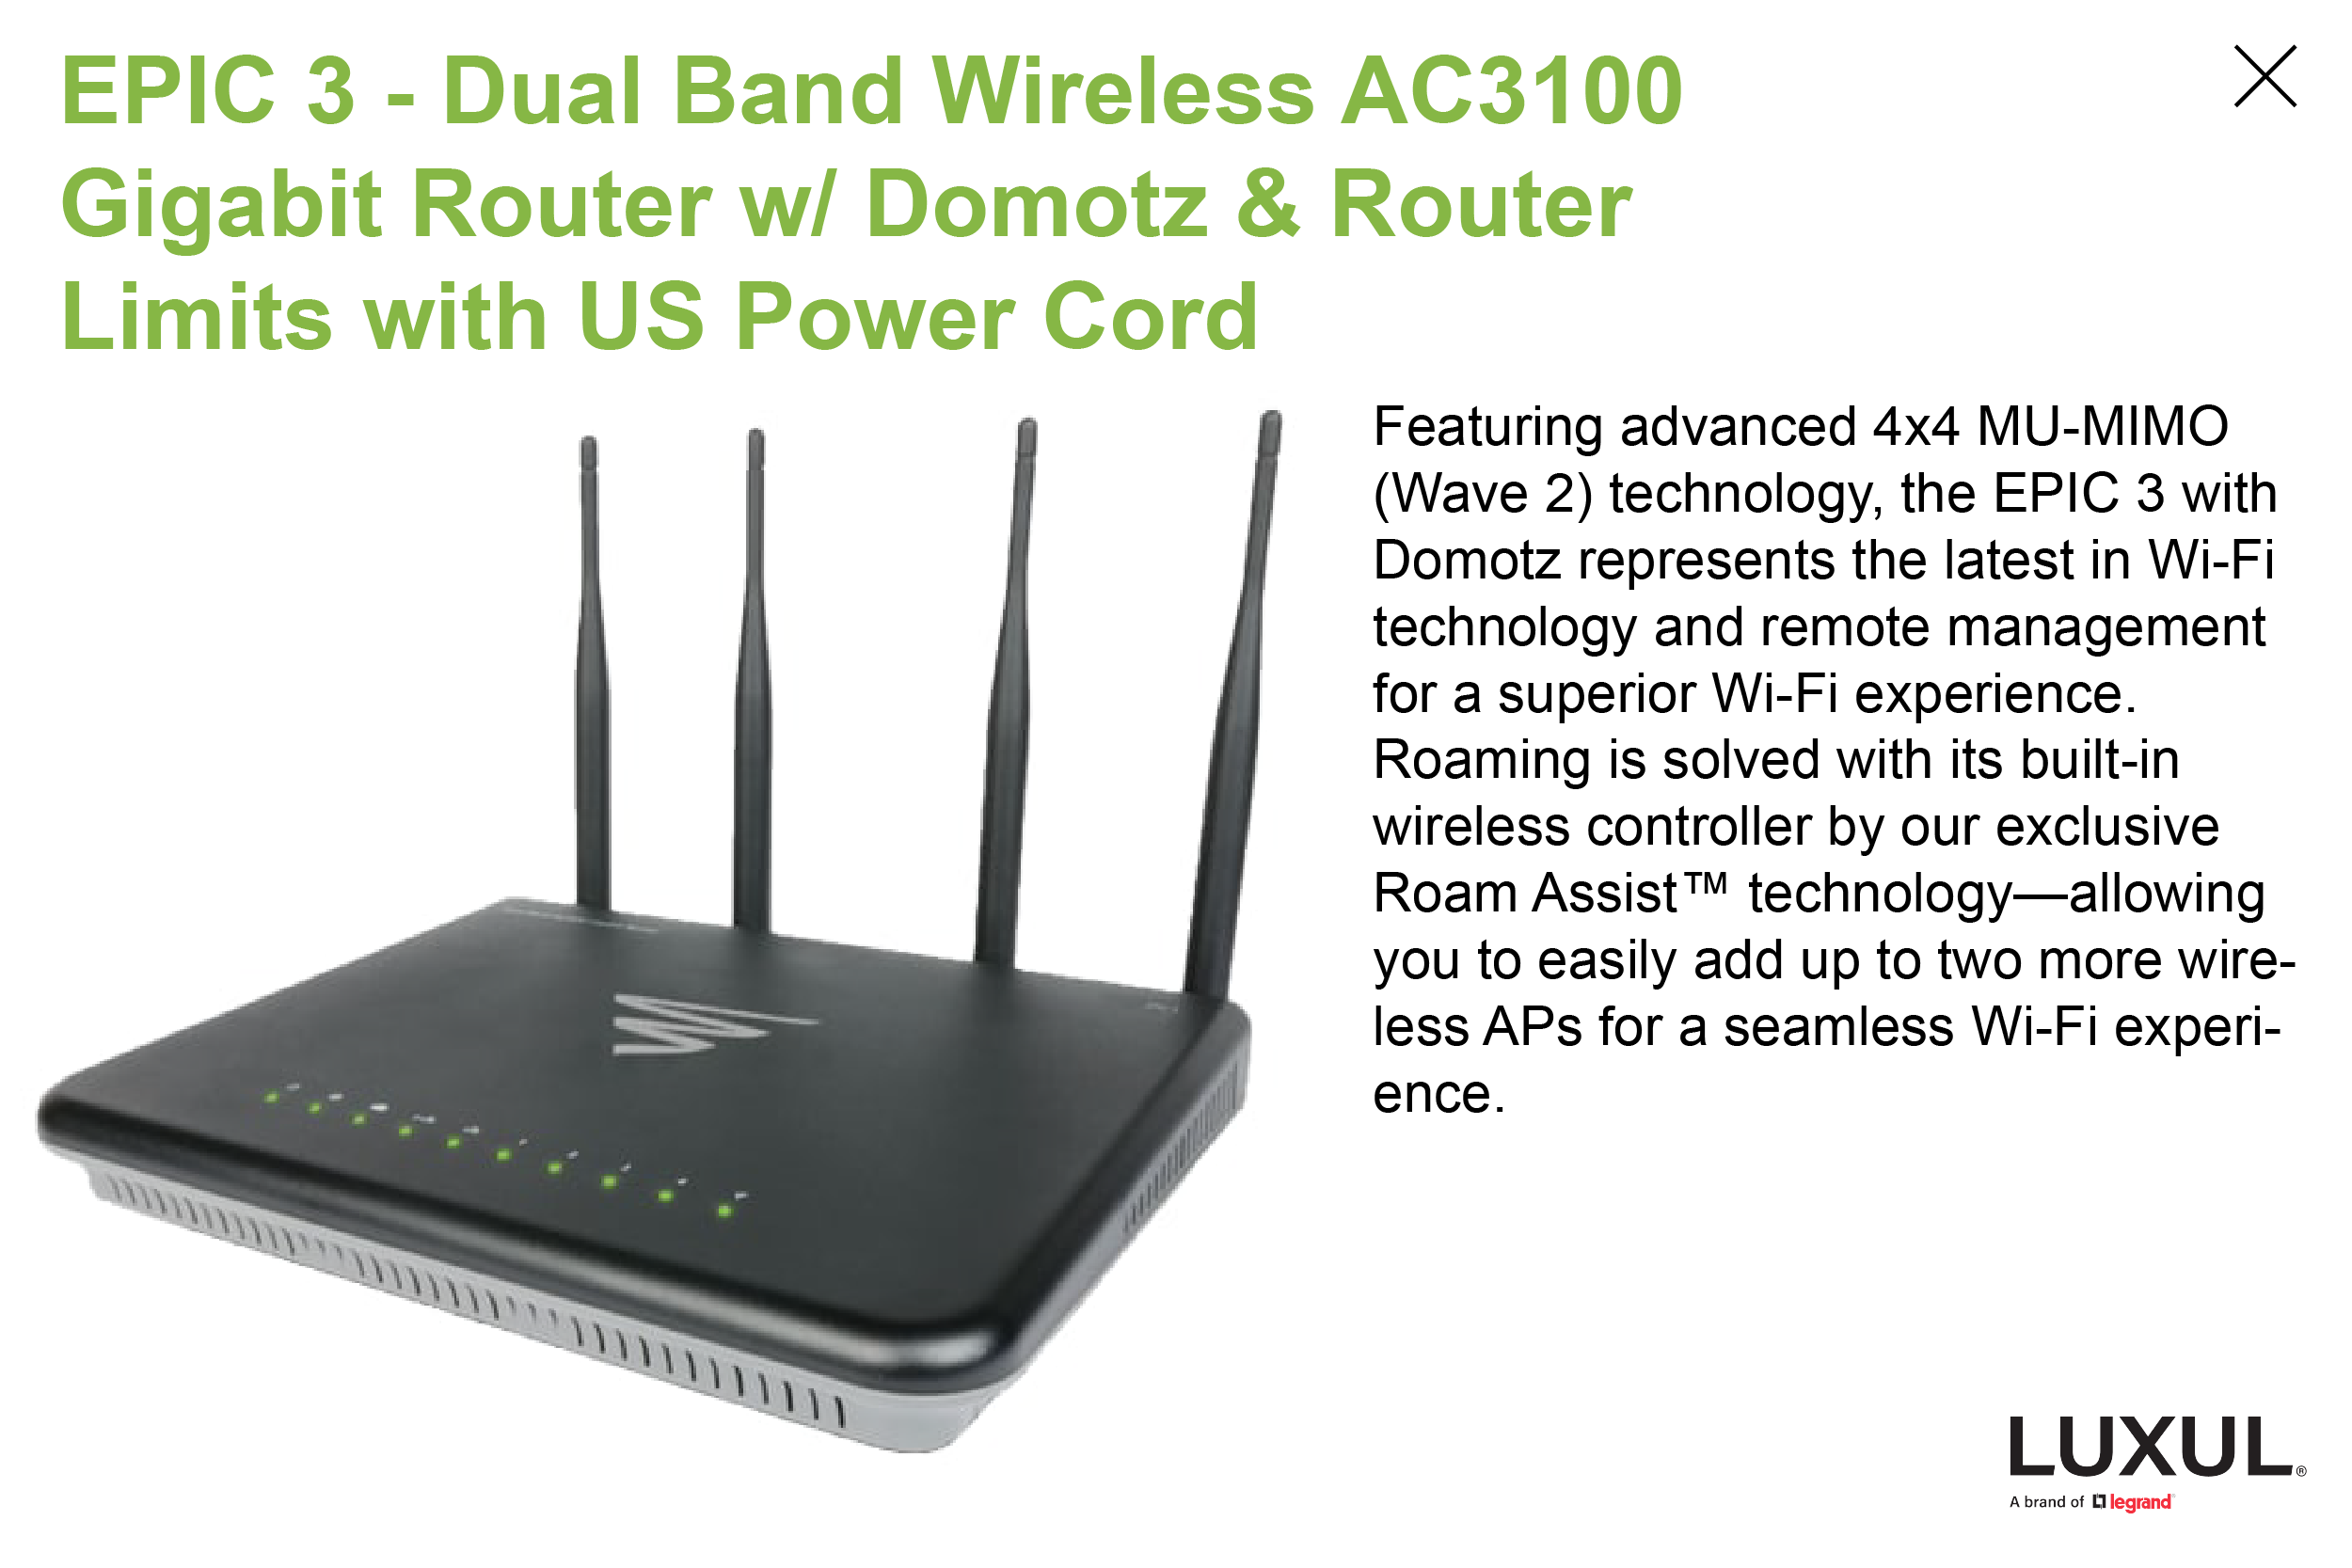 EPIC 3 - Dual Band Wireless AC3100
Gigabit Router w/ Domotz & Router
Limits with US Power Cord
Featuring advanced 4x4 MU-MIMO
(Wave 2) technology, the EPIC 3 with
Domotz represents the latest in Wi-Fi
technology and remote management
for a superior Wi-Fi experience.
Roaming is solved with its built-in
wireless controller by our exclusive
Roam Assist™ technology—allowing
you to easily add up to two more wire-
less APs for a seamless Wi-Fi experi-
ence.
LUXUL®
A brand of legrand®